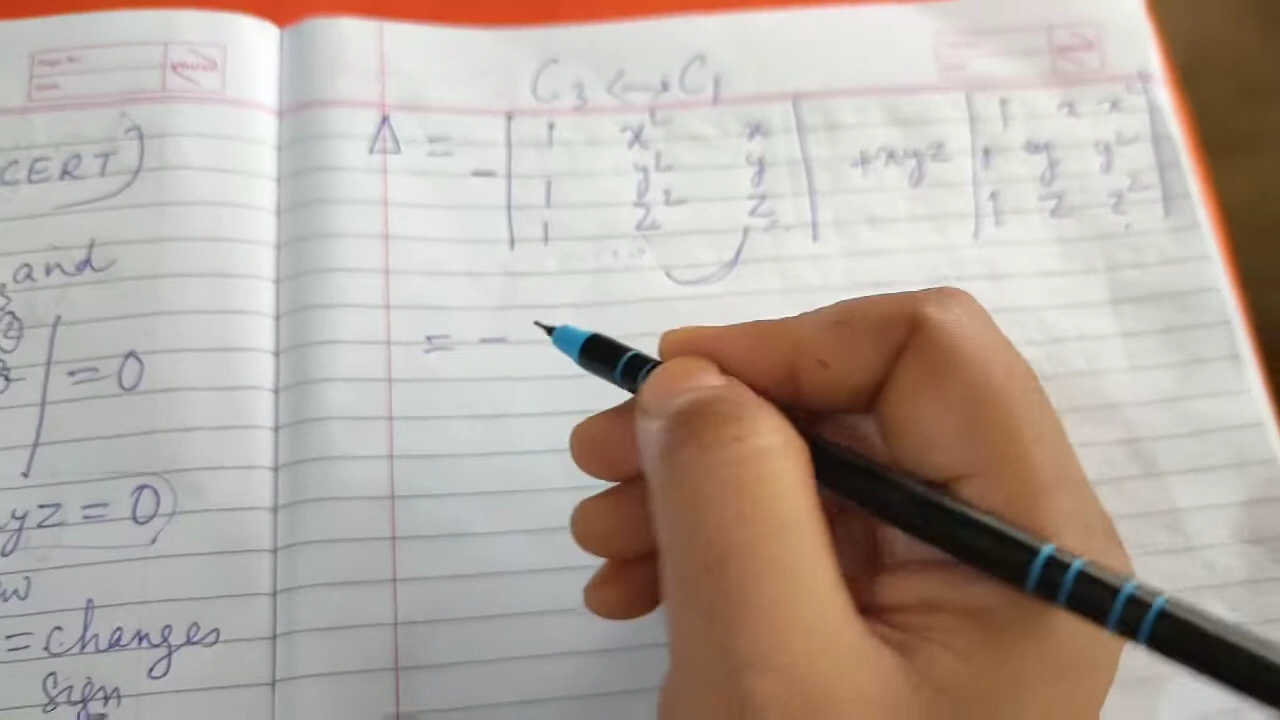 CERT)
and
= 0
yz = 0
= changes
sign
C₃ ↔ C₁
Δ = - | 1 x² x | + xyz | 1 x x² |
| 1 y² y | | 1 y y² |
| 1 z² z | | 1 z z² |
= -